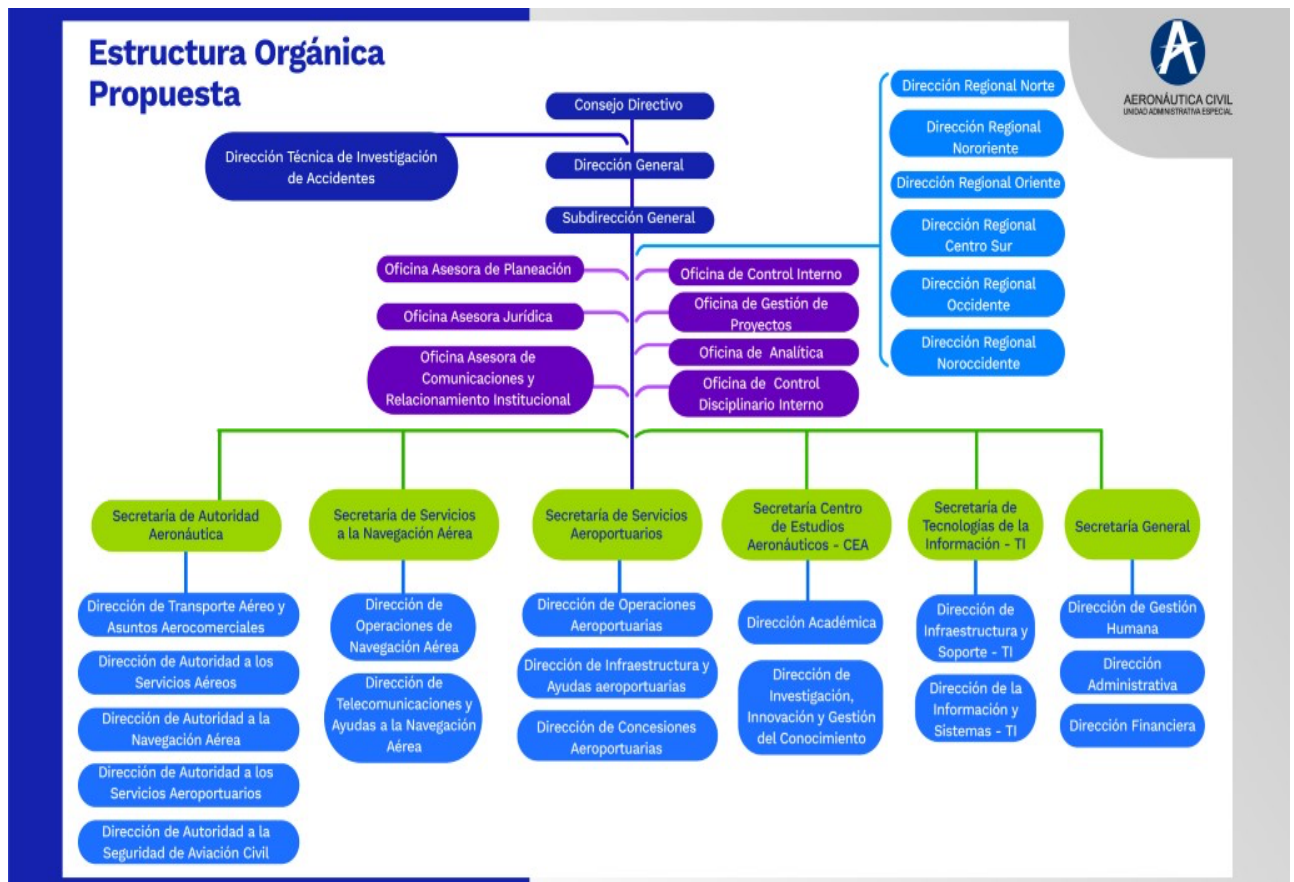 Estructura Orgánica
Propuesta
AERONÁUTICA CIVIL
UNIDAD ADMINISTRATIVA ESPECIAL
Consejo Directivo
Dirección Técnica de Investigación
de Accidentes
Dirección General
Subdirección General
Dirección Regional Norte
Dirección Regional
Nororiente
Dirección Regional Oriente
Dirección Regional
Centro Sur
Dirección Regional
Occidente
Dirección Regional
Noroccidente
Oficina Asesora de Planeación
Oficina Asesora Jurídica
Oficina Asesora de
Comunicaciones y
Relacionamiento Institucional
Oficina de Control Interno
Oficina de Gestión de
Proyectos
Oficina de Analítica
Oficina de Control
Disciplinario Interno
Secretaría de Autoridad
Aeronáutica
Dirección de Transporte Aéreo y
Asuntos Aerocomerciales
Dirección de Autoridad a los
Servicios Aéreos
Dirección de Autoridad a la
Navegación Aérea
Dirección de Autoridad a los
Servicios Aeroportuarios
Dirección de Autoridad a la
Seguridad de Aviación Civil
Secretaría de Servicios
a la Navegación Aérea
Dirección de
Operaciones de
Navegación Aérea
Dirección de
Telecomunicaciones y
Ayudas a la Navegación
Aérea
Secretaría de Servicios
Aeroportuarios
Dirección de Operaciones
Aeroportuarias
Dirección de Infraestructura y
Ayudas aeroportuarias
Dirección de Concesiones
Aeroportuarias
Secretaría Centro
de Estudios
Aeronáuticos - CEA
Dirección Académica
Dirección de
Investigación,
Innovación y Gestión
del Conocimiento
Secretaría de
Tecnologías de la
Información - TI
Dirección de
Infraestructura y
Soporte - TI
Dirección de la
Información y
Sistemas - TI
Secretaría General
Dirección de Gestión
Humana
Dirección
Administrativa
Dirección Financiera